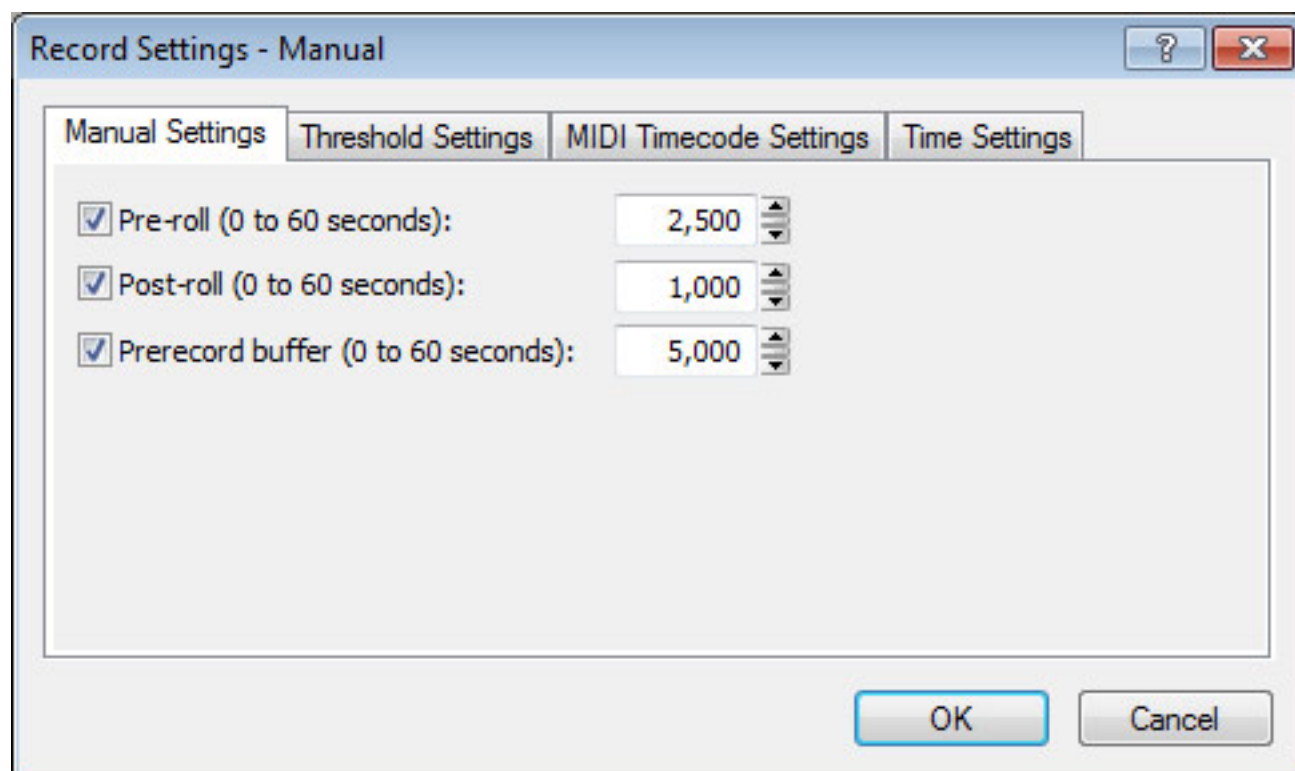 Record Settings - Manual
Manual Settings Threshold Settings MIDI Timecode Settings Time Settings
Pre-roll (0 to 60 seconds): 2,500
Post-roll (0 to 60 seconds): 1,000
Prerecord buffer (0 to 60 seconds): 5,000
OK Cancel